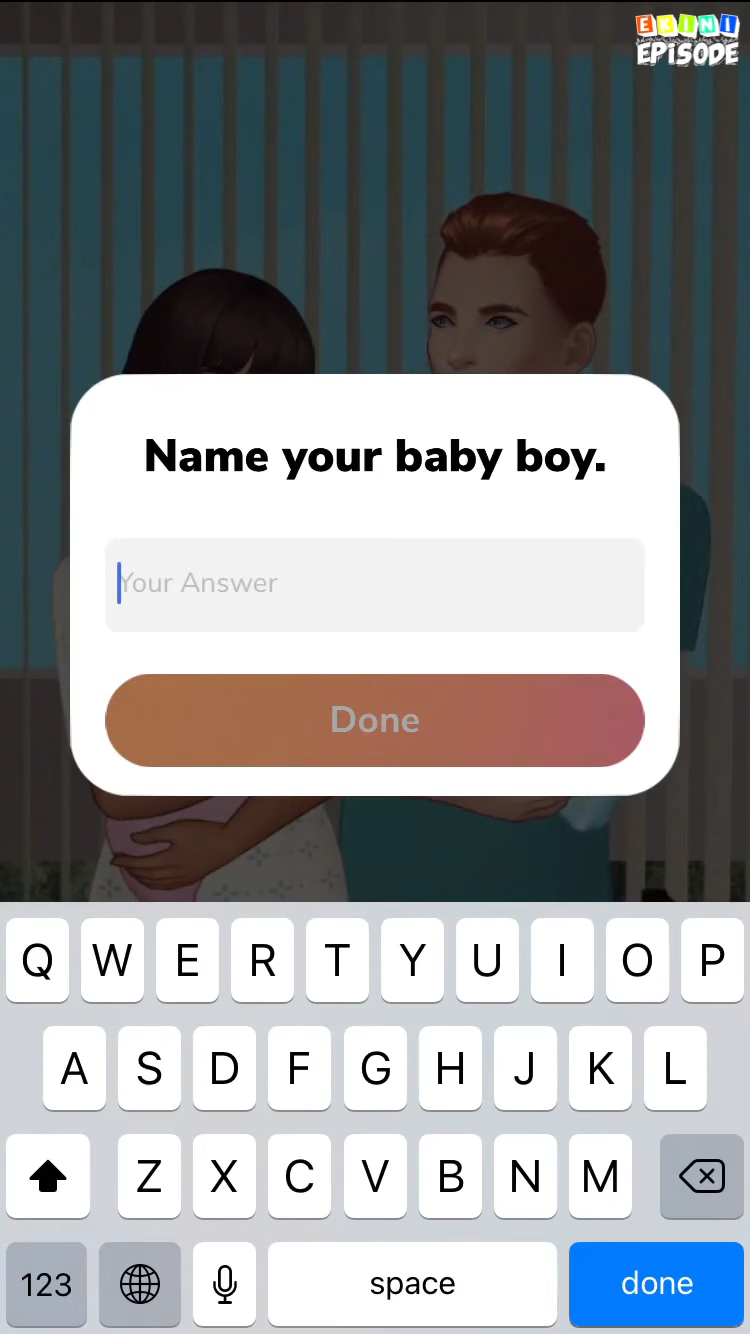 EKINI
EPISODE
Name your baby boy.
Your Answer
Done
Q W E R T Y U I O P
A S D F G H J K L
Z X C V B N M
123 space done